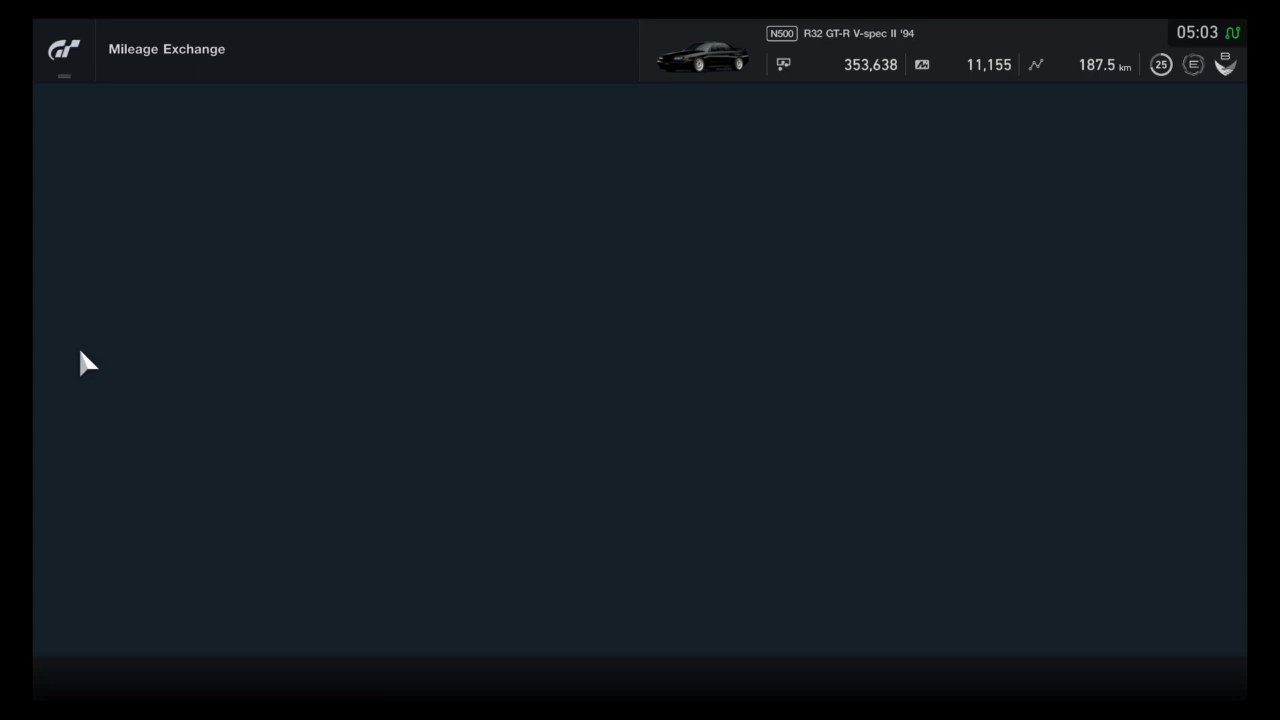 GT
Mileage Exchange
N500 R32 GT-R V-spec II '94
353,638
11,155
187.5 km
25
E
B
05:03